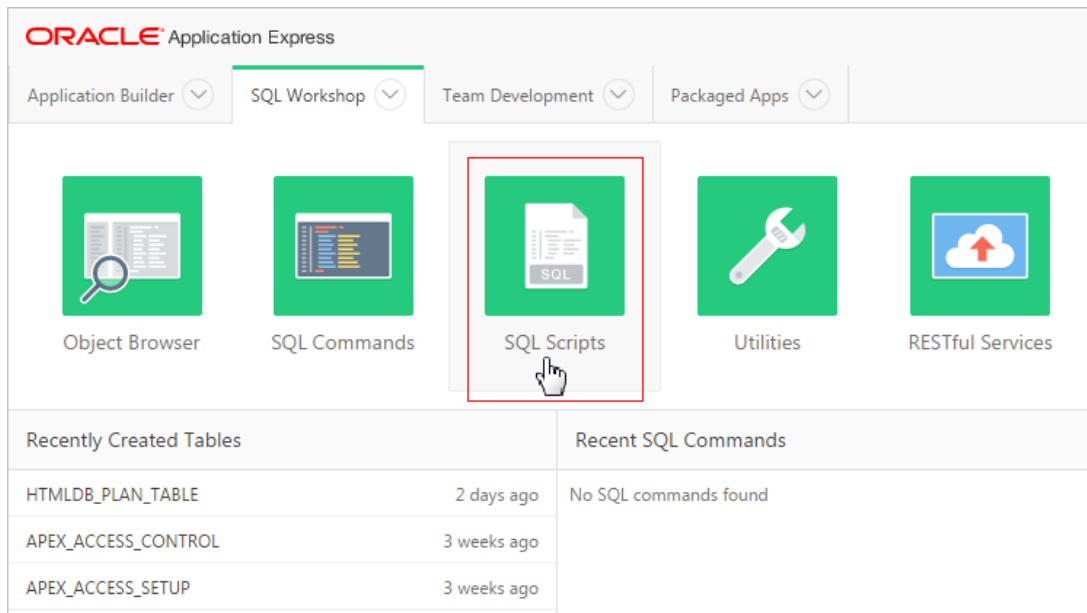 ORACLE Application Express
Application Builder SQL Workshop Team Development Packaged Apps
SQL
Object Browser SQL Commands SQL Scripts Utilities RESTful Services
Recently Created Tables Recent SQL Commands
HTMLDB_PLAN_TABLE 2 days ago No SQL commands found
APEX_ACCESS_CONTROL 3 weeks ago
APEX_ACCESS_SETUP 3 weeks ago